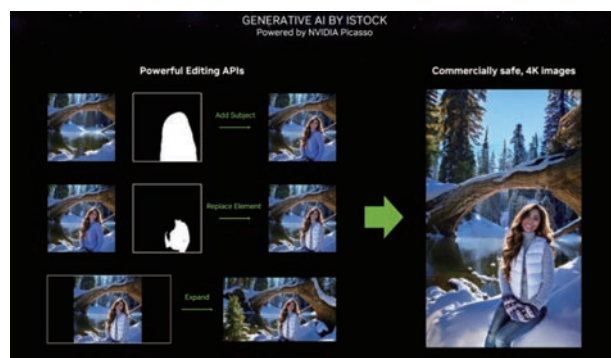 GENERATIVE AI BY ISTOCK
Powered by NVIDIA Picasso
Powerful Editing APIs
Commercially safe, 4K images
Add Subject
Replace Element
Expand